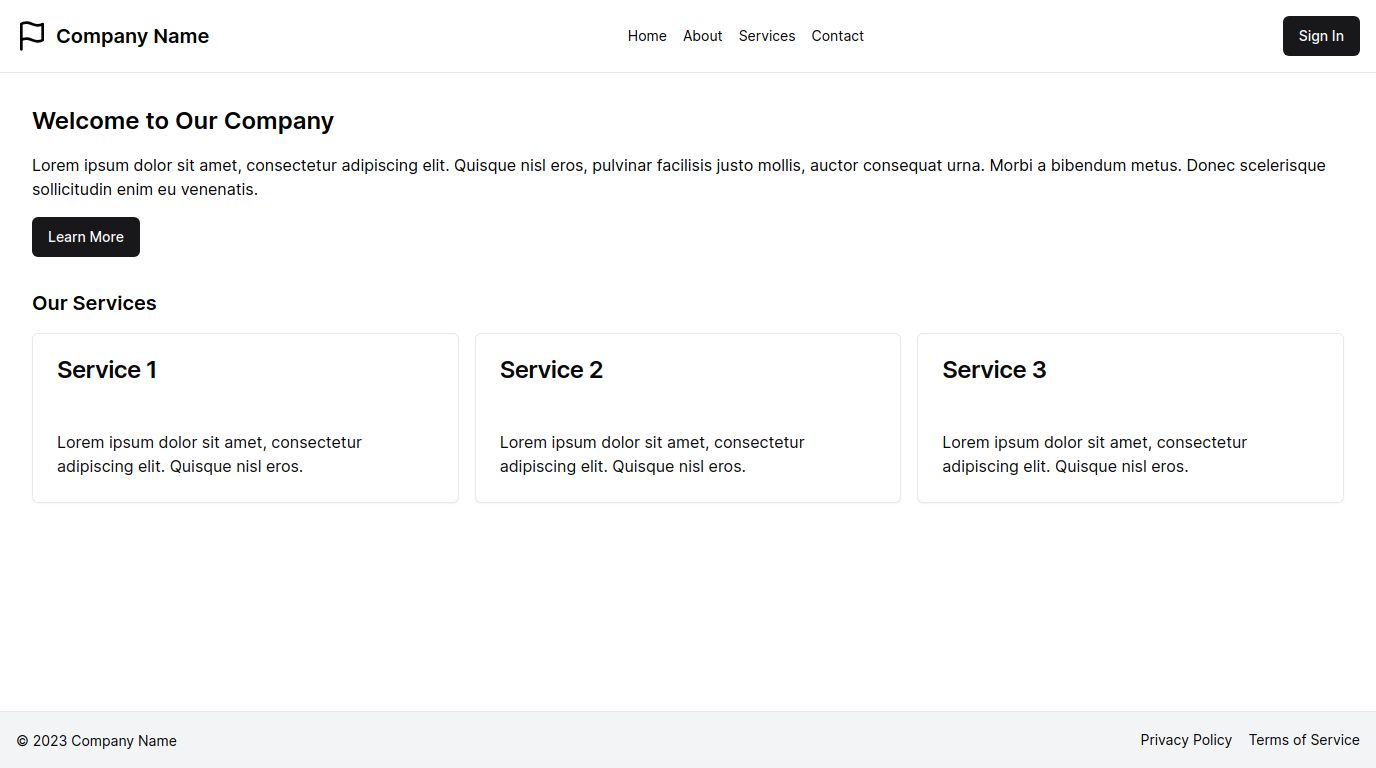 Company Name
Home About Services Contact
Sign In
Welcome to Our Company
Lorem ipsum dolor sit amet, consectetur adipiscing elit. Quisque nisl eros, pulvinar facilisis justo mollis, auctor consequat urna. Morbi a bibendum metus. Donec scelerisque
sollicitudin enim eu venenatis.
Learn More
Our Services
Service 1
Lorem ipsum dolor sit amet, consectetur
adipiscing elit. Quisque nisl eros.
Service 2
Lorem ipsum dolor sit amet, consectetur
adipiscing elit. Quisque nisl eros.
Service 3
Lorem ipsum dolor sit amet, consectetur
adipiscing elit. Quisque nisl eros.
© 2023 Company Name
Privacy Policy Terms of Service